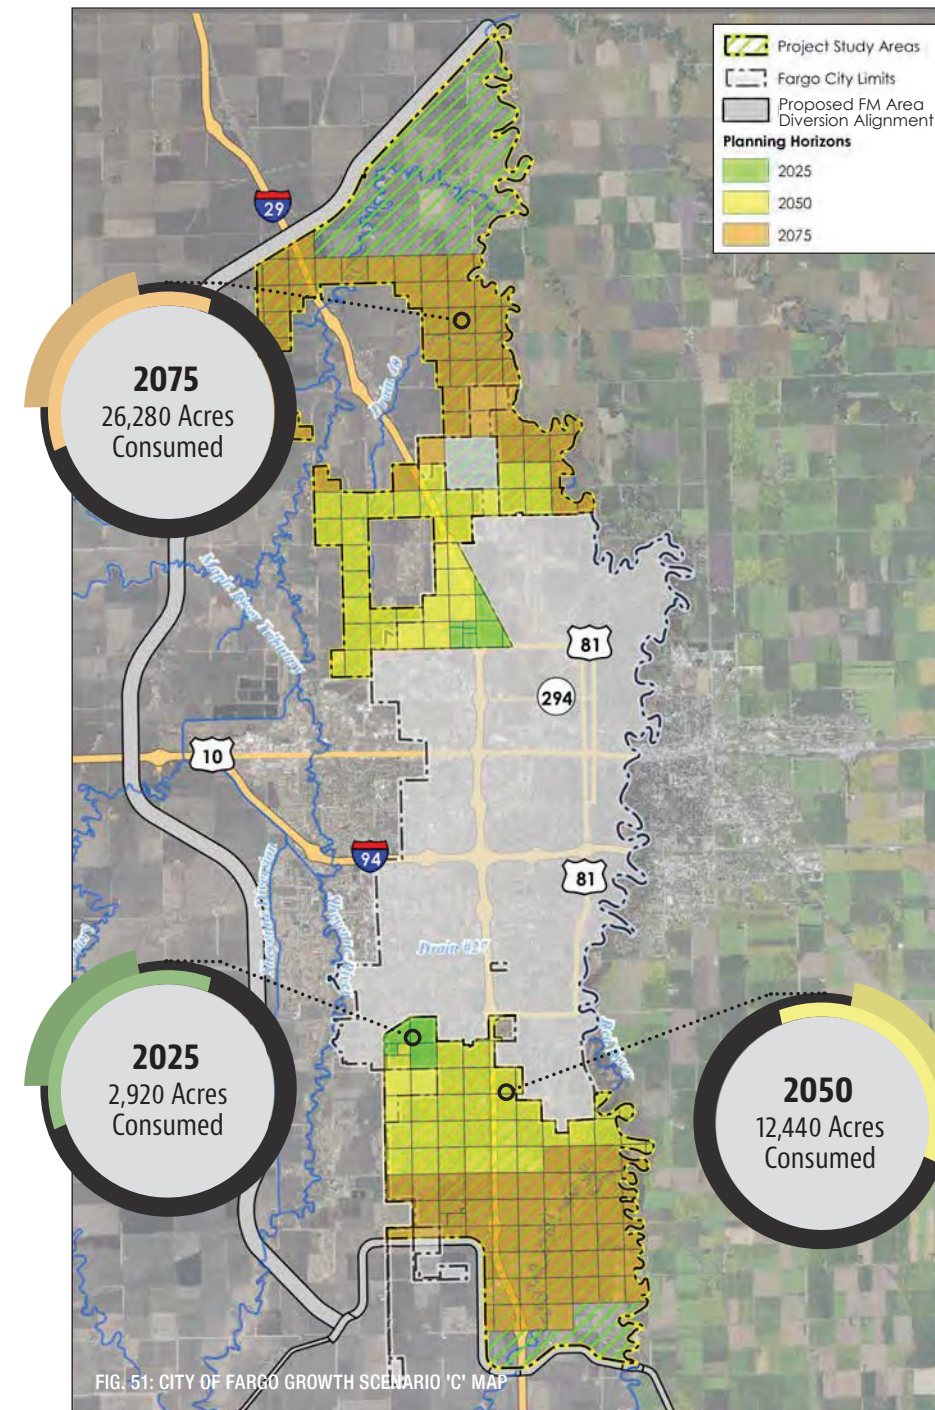 Project Study Areas
Fargo City Limits
Proposed FM Area
Diversion Alignment
Planning Horizons
2025
2050
2075
29
2075
26,280 Acres
Consumed
Drain 40
Maple River Tributary
81
294
10
94
81
Drain #27
2025
2,920 Acres
Consumed
2050
12,440 Acres
Consumed
FIG. 51: CITY OF FARGO GROWTH SCENARIO 'C' MAP